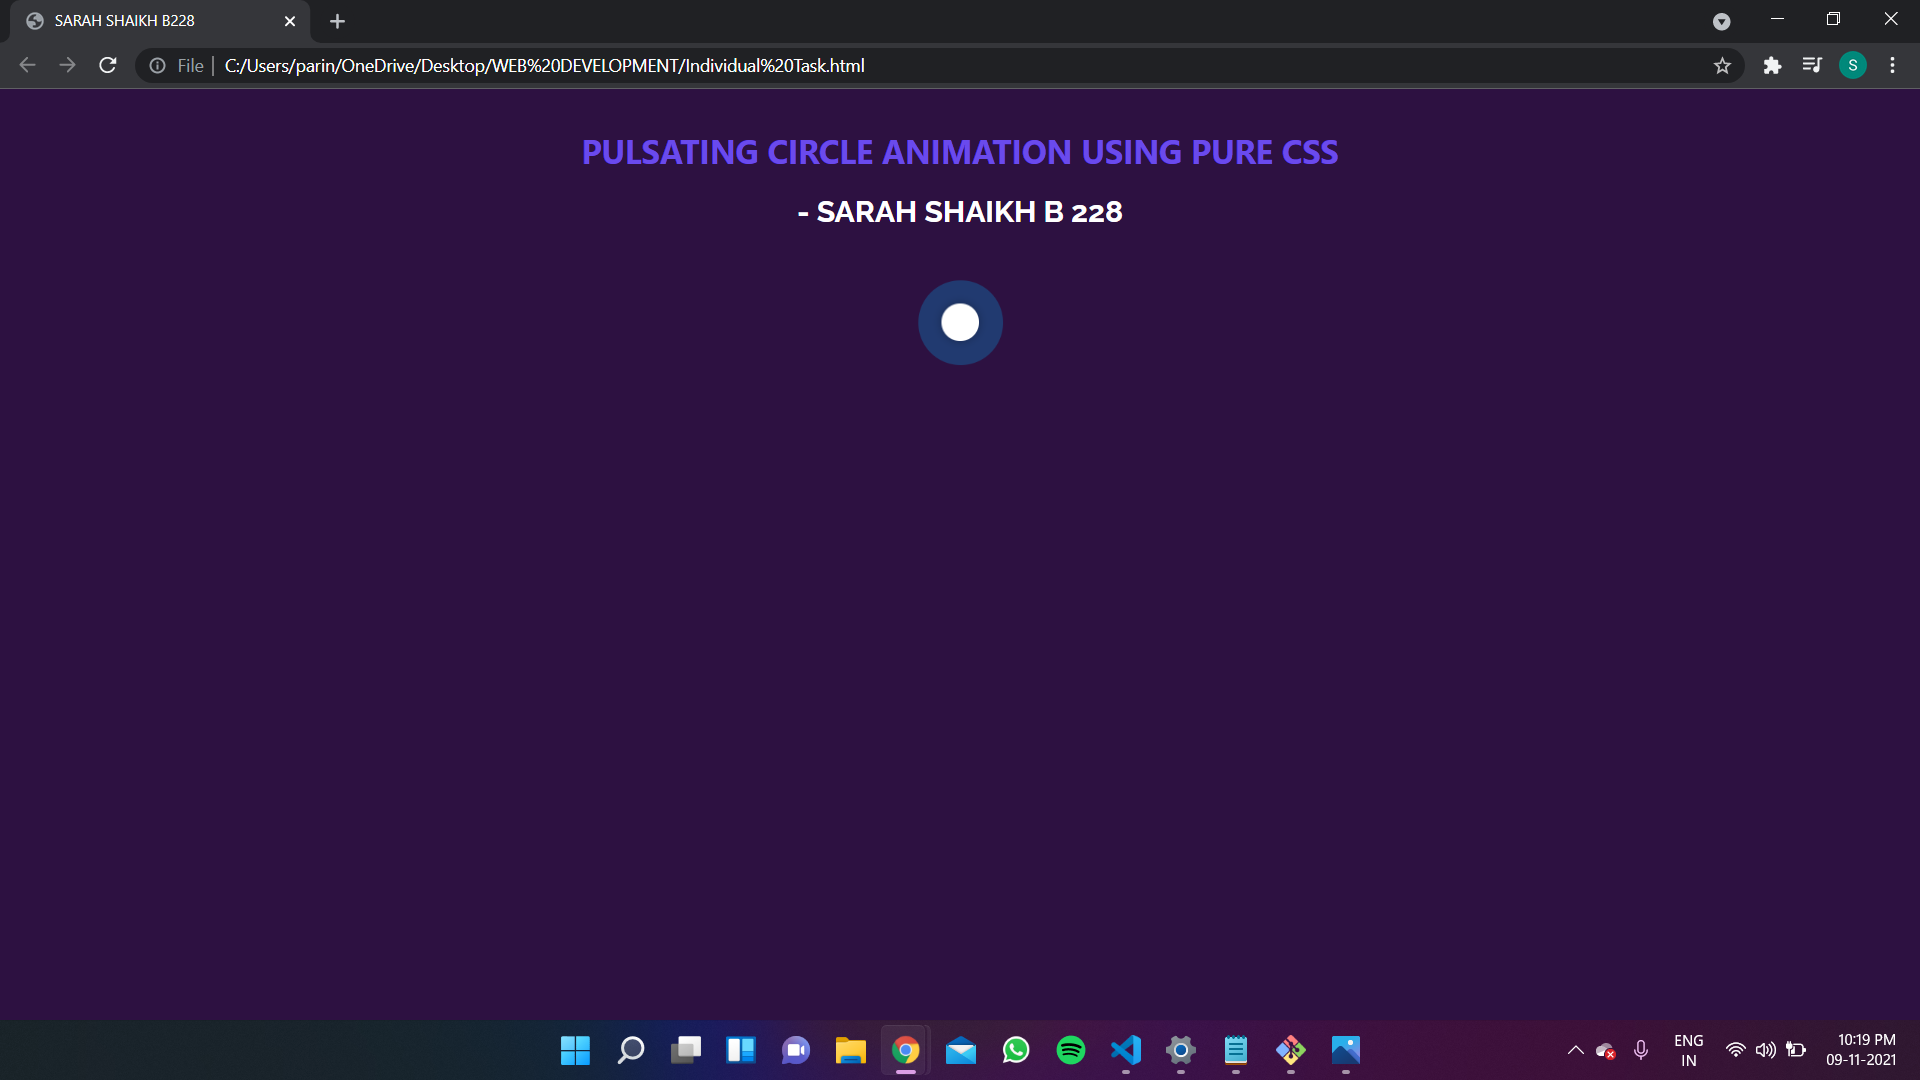 SARAH SHAIKH B228
File
C:/Users/parin/OneDrive/Desktop/WEB%20DEVELOPMENT/Individual%20Task.html
S
PULSATING CIRCLE ANIMATION USING PURE CSS
- SARAH SHAIKH B 228
ENG
IN
10:19 PM
09-11-2021